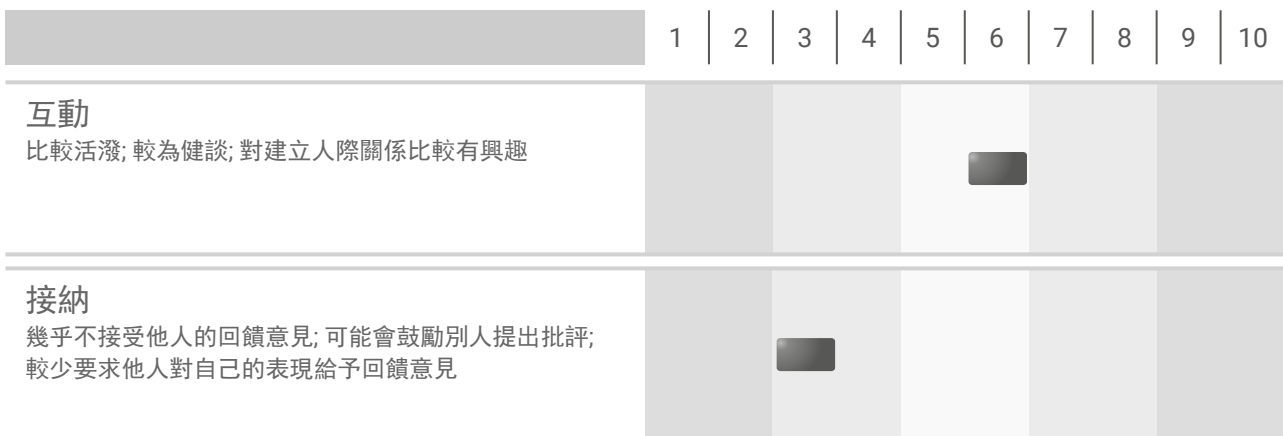 1 2 3 4 5 6 7 8 9 10
互動
比較活潑; 較為健談; 對建立人際關係比較有興趣
接納
幾乎不接受他人的回饋意見; 可能會鼓勵別人提出批評;
較少要求他人對自己的表現給予回饋意見